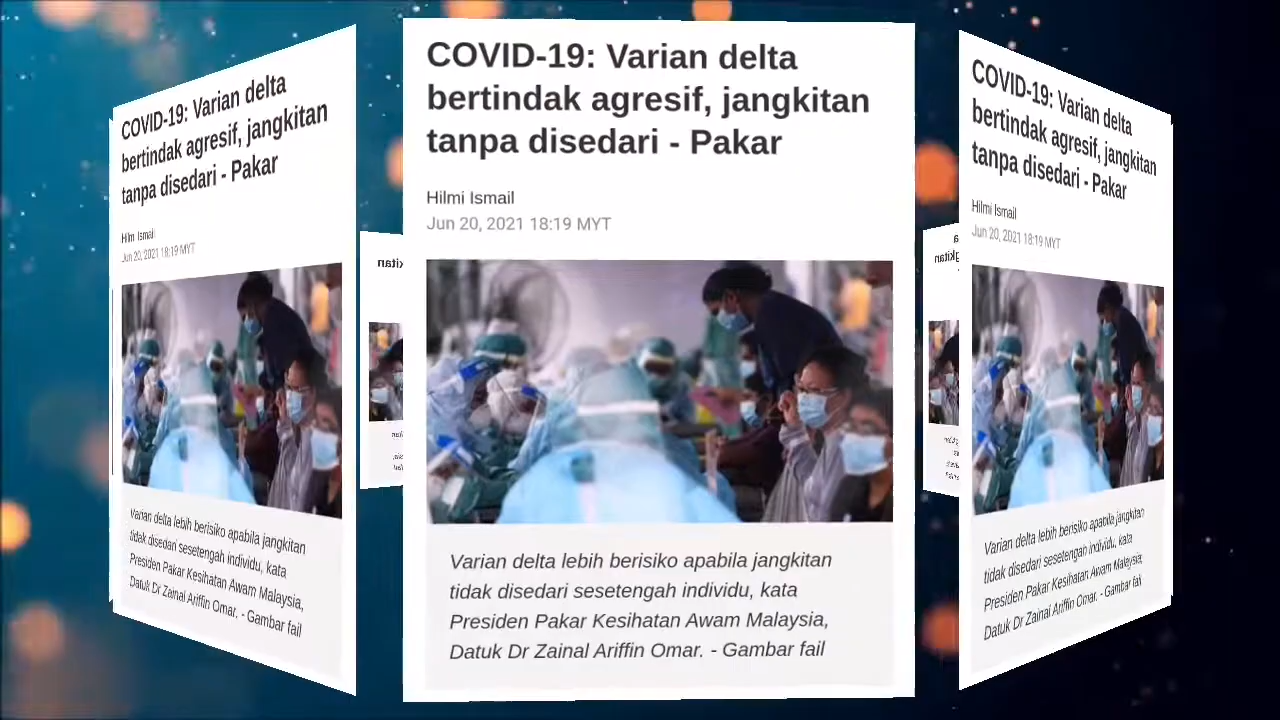 COVID-19: Varian delta
bertindak agresif, jangkitan
tanpa disedari - Pakar
Hilmi Ismail
Jun 20, 2021 18:19 MYT
Varian delta lebih berisiko apabila jangkitan
tidak disedari sesetengah individu, kata
Presiden Pakar Kesihatan Awam Malaysia,
Datuk Dr Zainal Ariffin Omar. - Gambar fail
COVID-19: Varian delta
bertindak agresif, jangkitan
tanpa disedari - Pakar
Hilmi Ismail
Jun 20, 2021 18:19 MYT
Varian delta lebih berisiko apabila jangkitan
tidak disedari sesetengah individu, kata
Presiden Pakar Kesihatan Awam Malaysia,
Datuk Dr Zainal Ariffin Omar. - Gambar fail
COVID-19: Varian delta
bertindak agresif, jangkitan
tanpa disedari - Pakar
Hilmi Ismail
Jun 20, 2021 18:19 MYT
Varian delta lebih berisiko apabila jangkitan
tidak disedari sesetengah individu, kata
Presiden Pakar Kesihatan Awam Malaysia,
Datuk Dr Zainal Ariffin Omar. - Gambar fail